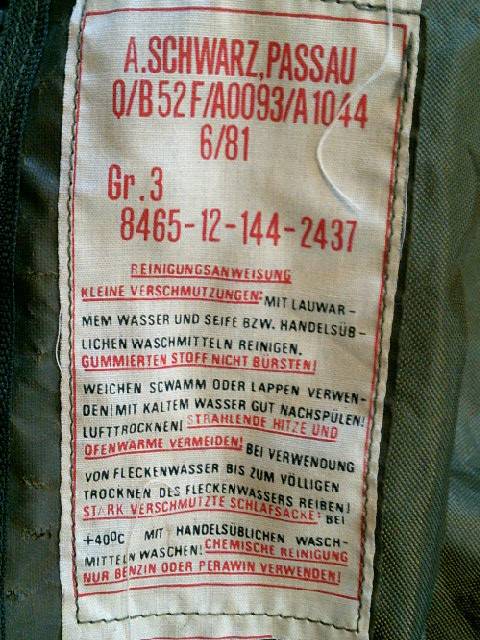 A.SCHWARZ,PASSAU
Q/B52F/A0093/A1044
6/81
Gr.3
8465-12-144-2437
REINIGUNGSANWEISUNG
KLEINE VERSCHMUTZUNGEN: MIT LAUWAR-
MEM WASSER UND SEIFE BZW. HANDELSÜB-
LICHEN WASCHMITTELN REINIGEN.
GUMMIERTEN STOFF NICHT BÜRSTEN!
WEICHEN SCHWAMM ODER LAPPEN VERWEN-
DEN! MIT KALTEM WASSER GUT NACHSPÜLEN!
LUFTTROCKNEN! STRAHLENDE HITZE UND
OFENWÄRME VERMEIDEN! BEI VERWENDUNG
VON FLECKENWASSER BIS ZUM VÖLLIGEN
TROCKNEN DES FLECKENWASSERS REIBEN!
STARK VERSCHMUTZTE SCHLAFSÄCKE: BEI
+40°C MIT HANDELSÜBLICHEN WASCH-
MITTELN WASCHEN! CHEMISCHE REINIGUNG
NUR BENZIN ODER PERAWIN VERWENDEN!